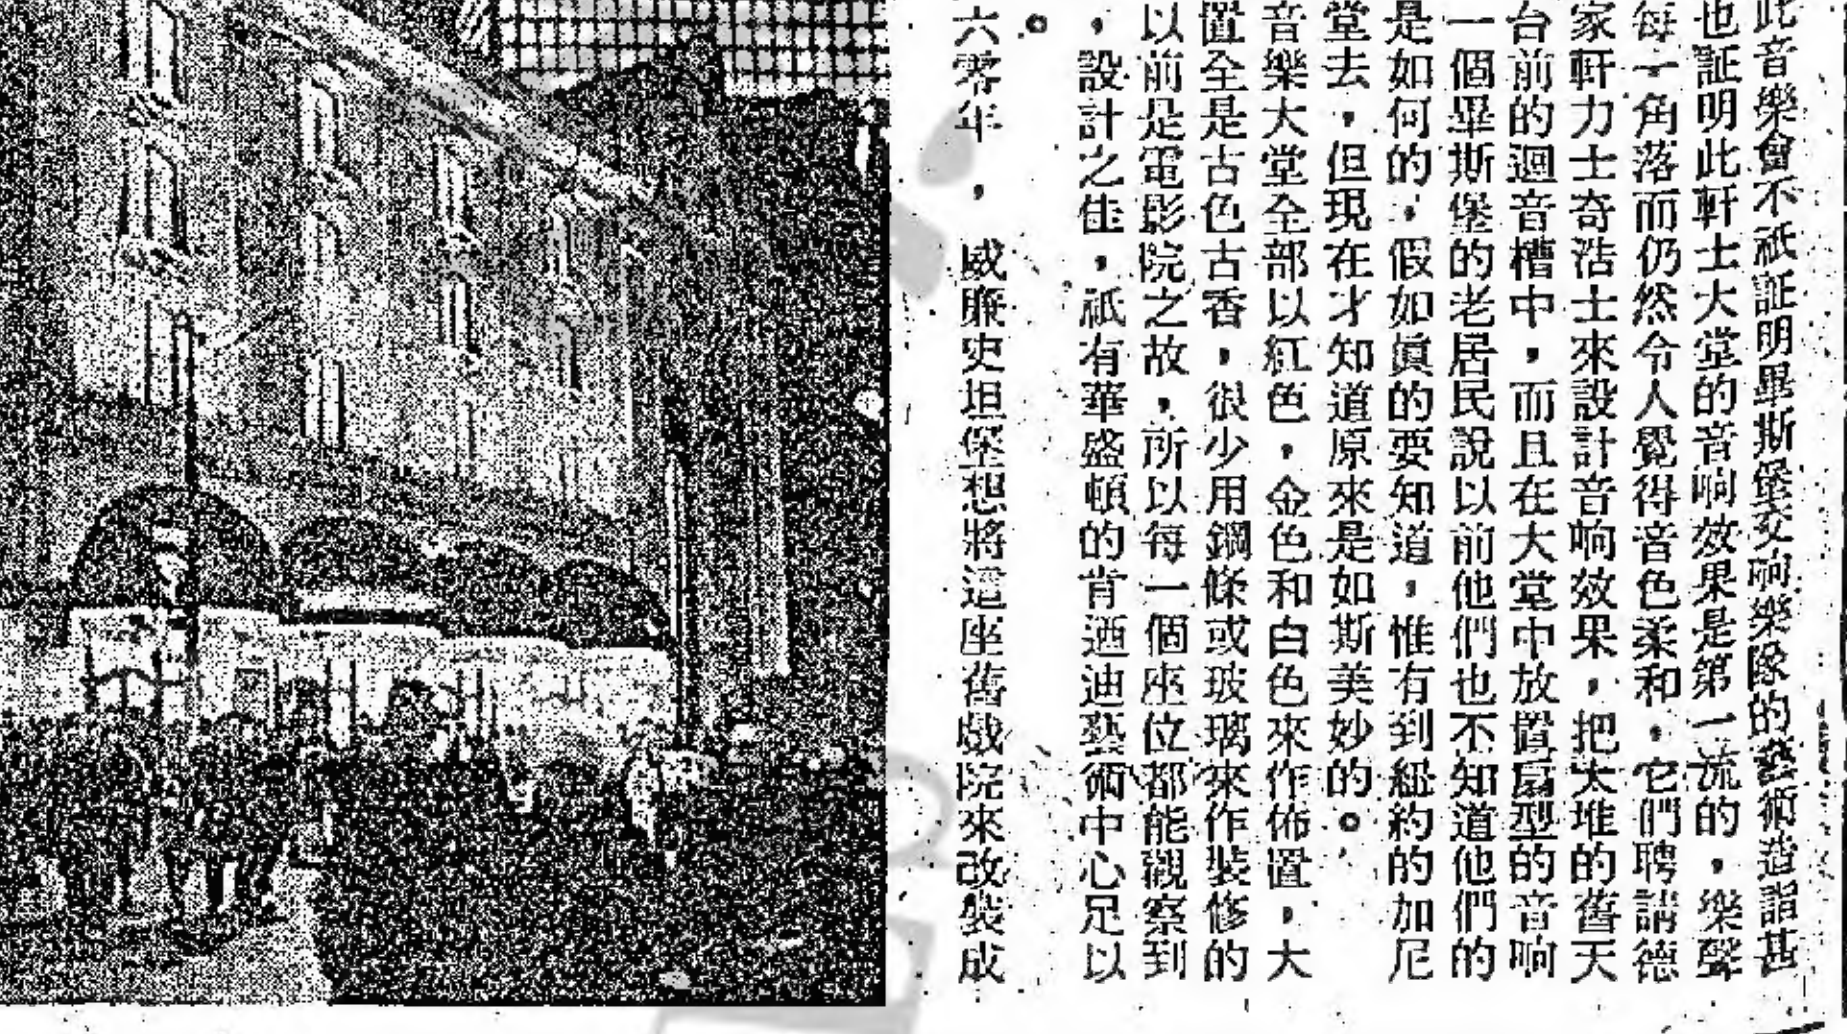 此音樂會不祇証明畢斯堡交响樂隊的藝術造詣甚
也証明此軒士大堂的音响效果是第一流的，樂聲
每一角落而仍然令人覺得音色柔和，它們聘請德
家軒力士奇浩士來設計音响效果，把大堆的舊天
台前的迴音槽中，而且在大堂中放置扇型的音响
一個畢斯堡的老居民說以前他們也不知道他們的
是如何的，假如眞的要知道，惟有到紐約的加尼
堂去，但現在才知道原來是如斯美妙的。
音樂大堂全部以紅色，金色和白色來作佈置，大
置全是古色古香，很少用鋼條或玻璃來作裝修的
以前是電影院之故，所以每一個座位都能觀察到
，設計之佳，祇有華盛頓的肯迺迪藝術中心足以
。
六零年，威廉史坦堡想將這座舊戲院來改裝成